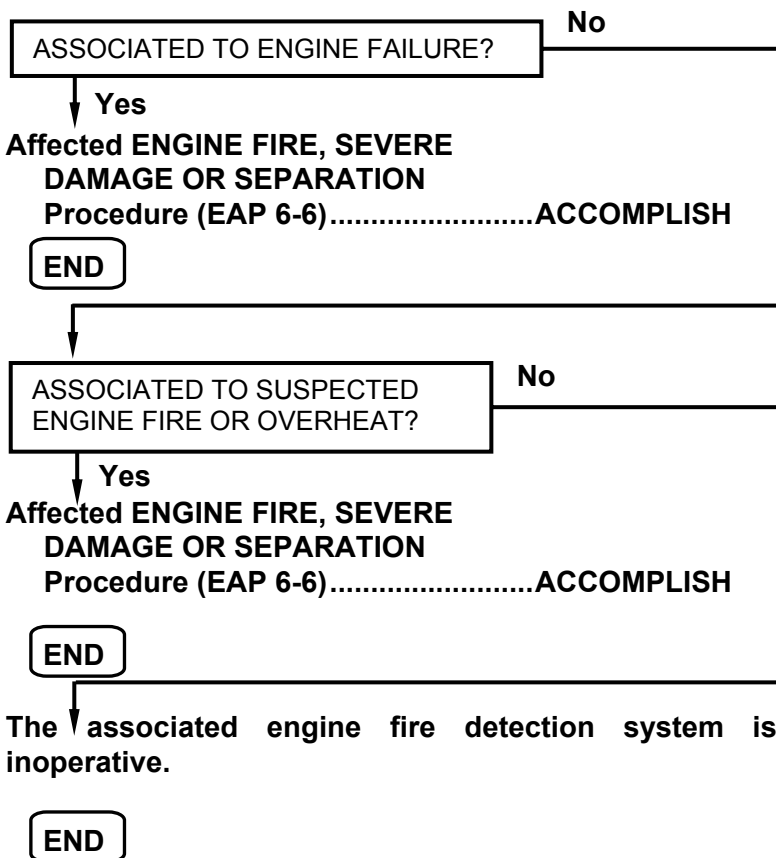 No
ASSOCIATED TO ENGINE FAILURE?
Yes
Affected ENGINE FIRE, SEVERE
DAMAGE OR SEPARATION
Procedure (EAP 6-6).........................ACCOMPLISH
END
ASSOCIATED TO SUSPECTED
ENGINE FIRE OR OVERHEAT?
No
Yes
Affected ENGINE FIRE, SEVERE
DAMAGE OR SEPARATION
Procedure (EAP 6-6).........................ACCOMPLISH
END
The associated engine fire detection system is
inoperative.
END